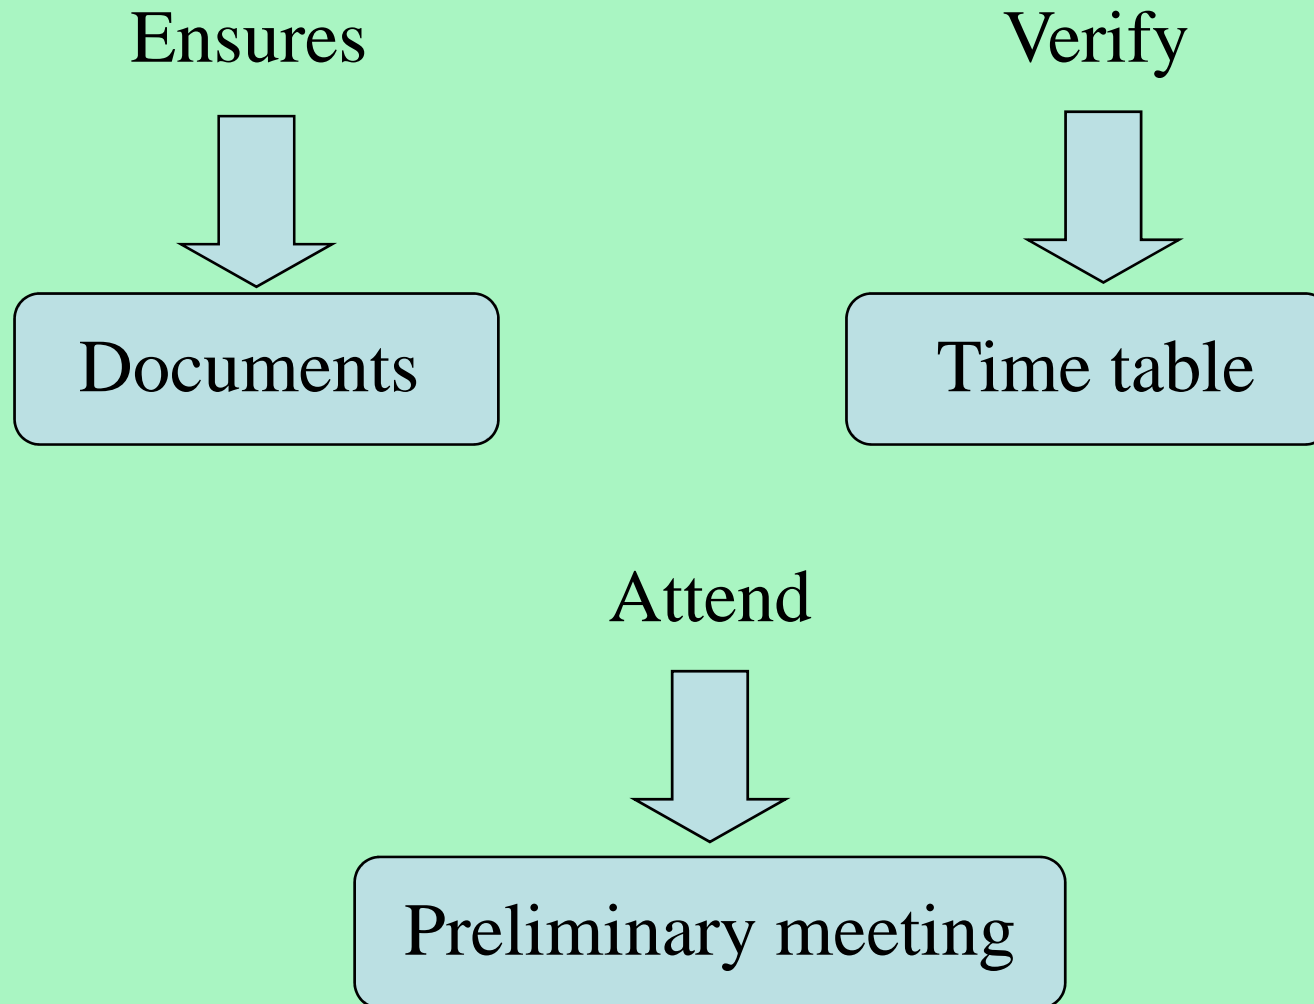 Ensures
Verify
Documents
Time table
Attend
Preliminary meeting